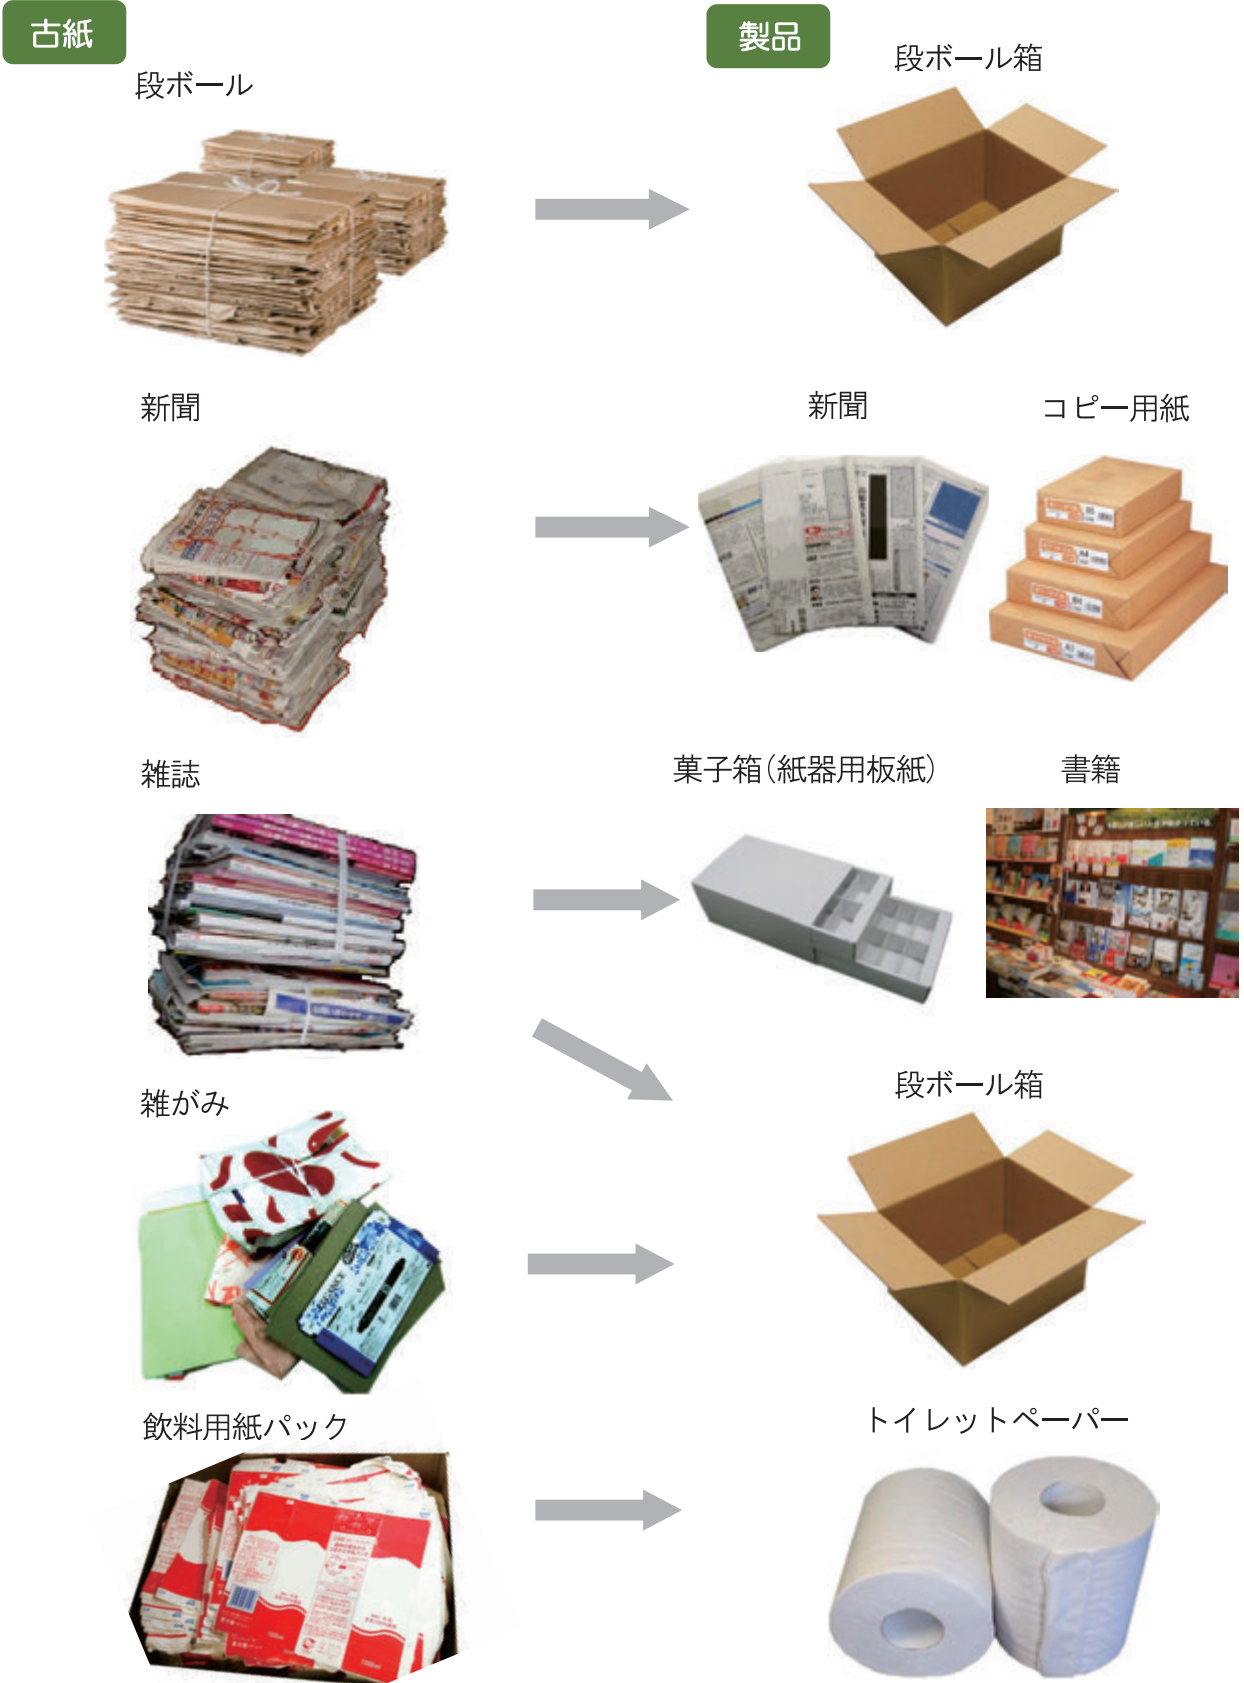 古紙
製品
段ボール
段ボール箱
新聞
新聞
コピー用紙
雑誌
菓子箱（紙器用板紙）
書籍
雑がみ
段ボール箱
飲料用紙パック
トイレットペーパー